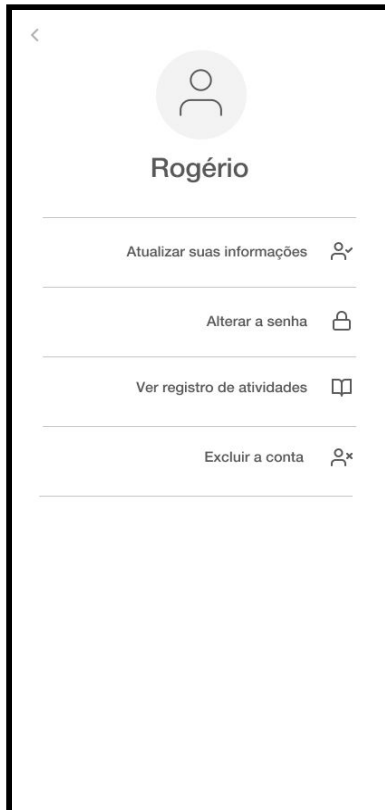 Rogério
Atualizar suas informações
Alterar a senha
Ver registro de atividades
Excluir a conta